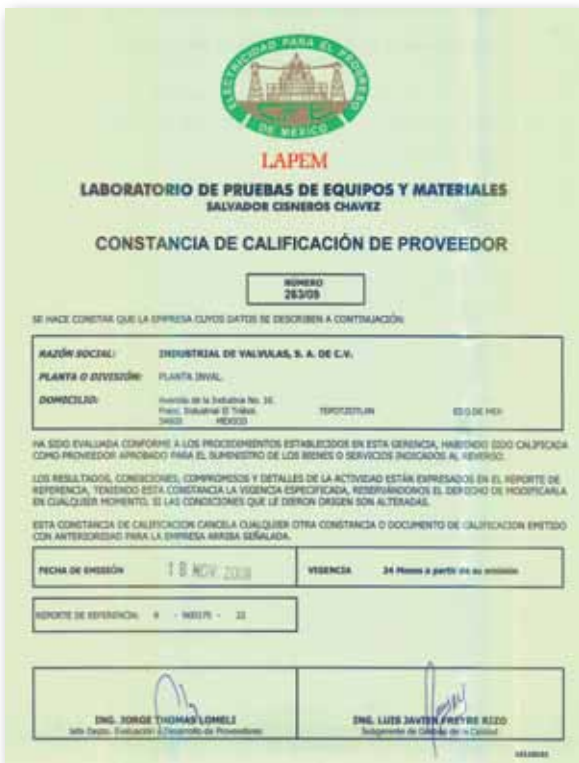 ELECTRICIDAD PARA EL PROGRESO
DE MEXICO
LAPEM
LABORATORIO DE PRUEBAS DE EQUIPOS Y MATERIALES
SALVADOR CISNEROS CHAVEZ
CONSTANCIA DE CALIFICACIÓN DE PROVEEDOR
NÚMERO
263/09
SE HACE CONSTAR QUE LA EMPRESA CUYOS DATOS SE DESCRIBEN A CONTINUACIÓN:
RAZÓN SOCIAL: INDUSTRIAL DE VALVULAS, S. A. DE C.V.
PLANTA O DIVISIÓN: PLANTA INVAL.
DOMICILIO: Avenida de la Industria No. 16.
Fracc. Industrial El Trébol. TEPOTZOTLAN EDO DE MEX
MEXICO
HA SIDO EVALUADA CONFORME A LOS PROCEDIMIENTOS ESTABLECIDOS EN ESTA GERENCIA, HABIENDO SIDO CALIFICADA
COMO PROVEEDOR APROBADO PARA EL SUMINISTRO DE LOS BIENES O SERVICIOS INDICADOS AL REVERSO.
LOS RESULTADOS, CONDICIONES, COMPROMISOS Y DETALLES DE LA ACTIVIDAD ESTÁN EXPRESADOS EN EL REPORTE DE
REFERENCIA, TENIENDO ESTA CONSTANCIA LA VIGENCIA ESPECIFICADA, RESERVÁNDONOS EL DERECHO DE MODIFICARLA
EN CUALQUIER MOMENTO, SI LAS CONDICIONES QUE LE DIERON ORIGEN SON ALTERADAS.
ESTA CONSTANCIA DE CALIFICACION CANCELA CUALQUIER OTRA CONSTANCIA O DOCUMENTO DE CALIFICACION EMITIDO
CON ANTERIORIDAD PARA LA EMPRESA ARRIBA SEÑALADA.
FECHA DE EMISIÓN 18 NOV. VIGENCIA 24 Meses a partir de su emisión
REPORTE DE REFERENCIA: - 22
ING. JORGE THOMAS LOMELI ING. LUIS JAVIER FREYRE RIZO
Jefe Depto. Evaluación y Desarrollo de Proveedores Subgerente de de la Calidad